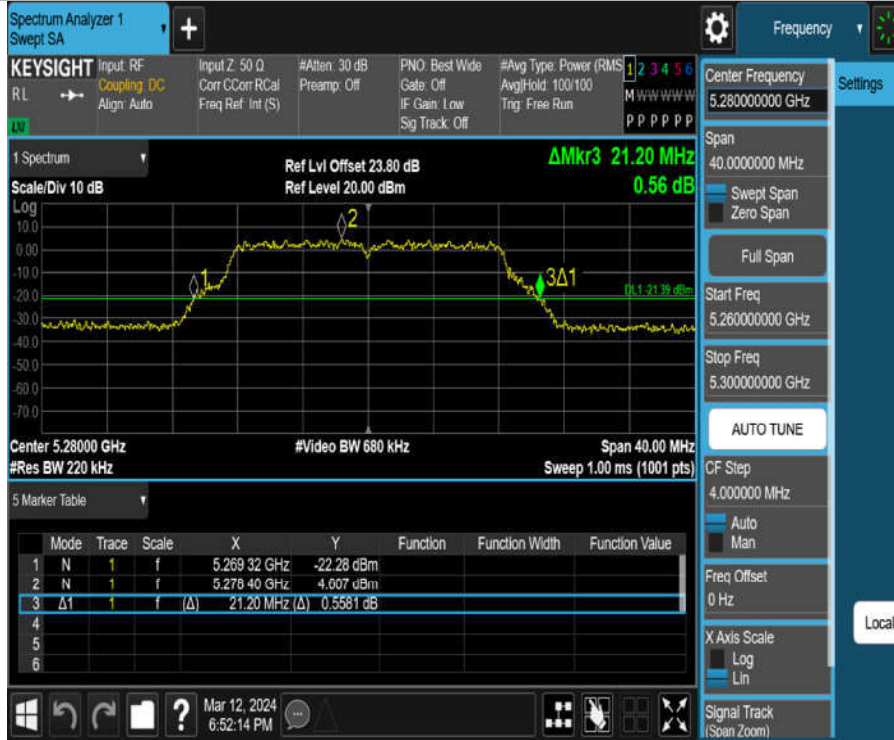 Spectrum Analyzer 1
Swept SA
+
Frequency
KEYSIGHT
RL
LXI
Input: RF
Coupling: DC
Align: Auto
Input Z: 50 Ω
Corr CCorr RCal
Freq Ref: Int (S)
#Atten: 30 dB
Preamp: Off
PNO: Best Wide
Gate: Off
IF Gain: Low
Sig Track: Off
#Avg Type: Power (RMS
Avg|Hold: 100/100
Trig: Free Run
1 2 3 4 5 6
M W W W W W
P P P P P P
Center Frequency
5.280000000 GHz
Settings
Span
40.0000000 MHz
Swept Span
Zero Span
Full Span
Start Freq
5.260000000 GHz
Stop Freq
5.300000000 GHz
AUTO TUNE
CF Step
4.000000 MHz
Auto
Man
Freq Offset
0 Hz
X Axis Scale
Log
Lin
Signal Track
(Span Zoom)
Local
1 Spectrum
Scale/Div 10 dB
Ref Lvl Offset 23.80 dB
Ref Level 20.00 dBm
ΔMkr3 21.20 MHz
0.56 dB
Log
10.0
0.00
-10.0
-20.0
-30.0
-40.0
-50.0
-60.0
-70.0
1
2
3Δ1
DL1 -21.39 dBm
Center 5.28000 GHz
#Video BW 680 kHz
Span 40.00 MHz
#Res BW 220 kHz
Sweep 1.00 ms (1001 pts)
5 Marker Table
Mode Trace Scale X Y Function Function Width Function Value
1 N 1 f 5.269 32 GHz -22.28 dBm
2 N 1 f 5.278 40 GHz 4.607 dBm
3 Δ1 1 f (Δ) 21.20 MHz (Δ) 0.5581 dB
4
5
6
?
Mar 12, 2024
6:52:14 PM